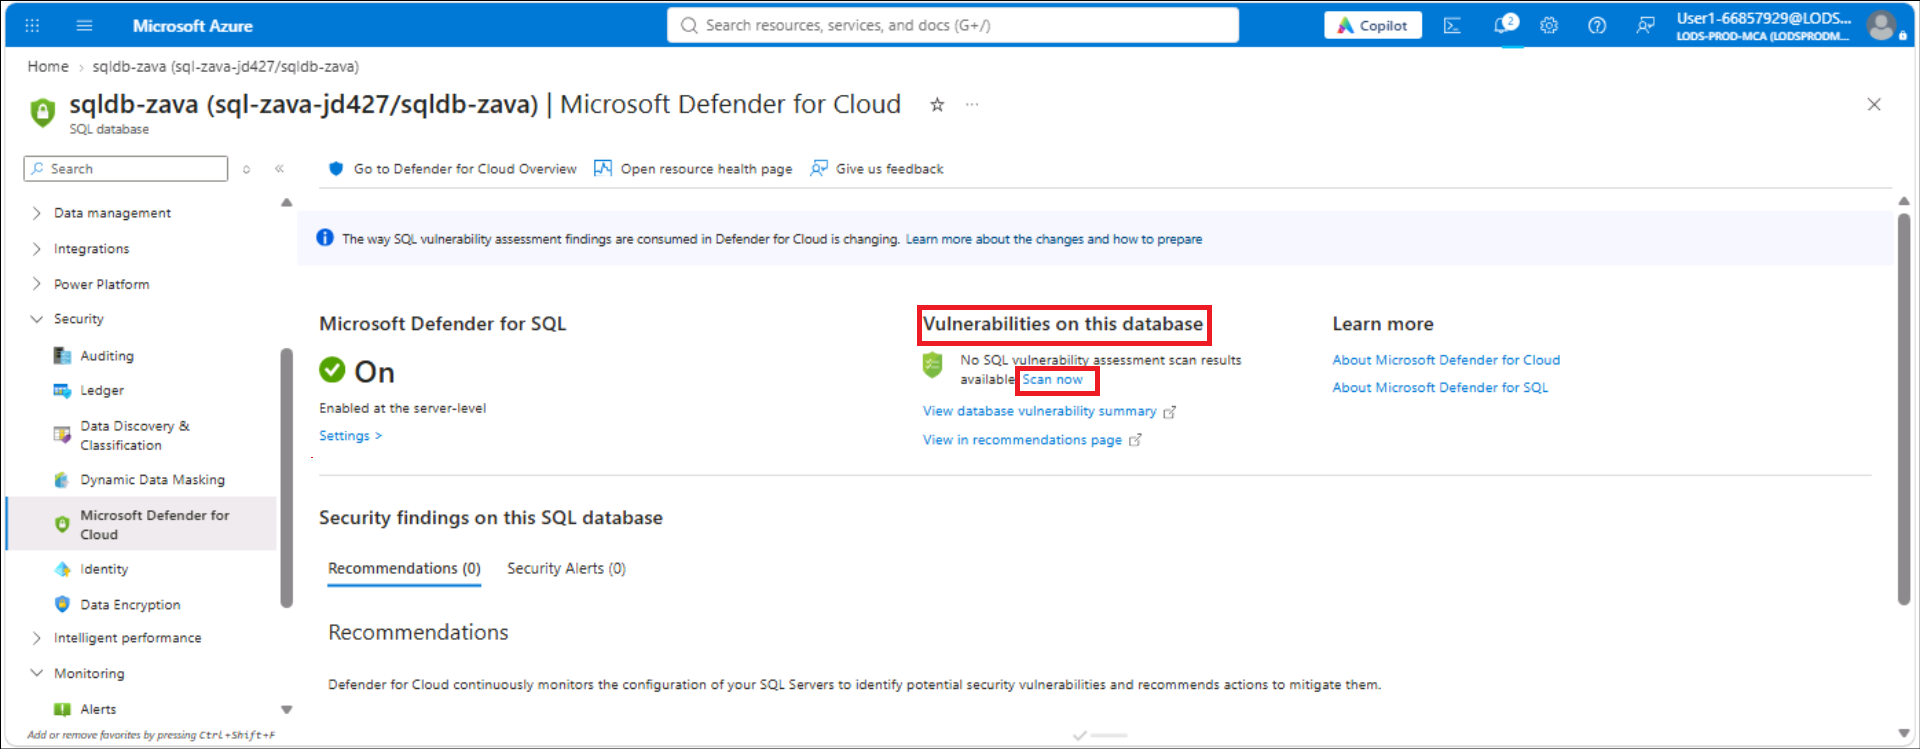 Microsoft Azure
Search resources, services, and docs (G+/)
Copilot
2
User1-66857929@LODS...
LODS-PROD-MCA (LODSPRODM...
Home > sqldb-zava (sql-zava-jd427/sqldb-zava)
sqldb-zava (sql-zava-jd427/sqldb-zava) | Microsoft Defender for Cloud
SQL database
Search
Go to Defender for Cloud Overview
Open resource health page
Give us feedback
Data management
Integrations
Power Platform
Security
Auditing
Ledger
Data Discovery &
Classification
Dynamic Data Masking
Microsoft Defender for
Cloud
Identity
Data Encryption
Intelligent performance
Monitoring
Alerts
Add or remove favorites by pressing Ctrl+Shift+F
The way SQL vulnerability assessment findings are consumed in Defender for Cloud is changing. Learn more about the changes and how to prepare
Microsoft Defender for SQL
On
Enabled at the server-level
Settings >
Vulnerabilities on this database
No SQL vulnerability assessment scan results
available Scan now
View database vulnerability summary
View in recommendations page
Learn more
About Microsoft Defender for Cloud
About Microsoft Defender for SQL
Security findings on this SQL database
Recommendations (0)
Security Alerts (0)
Recommendations
Defender for Cloud continuously monitors the configuration of your SQL Servers to identify potential security vulnerabilities and recommends actions to mitigate them.